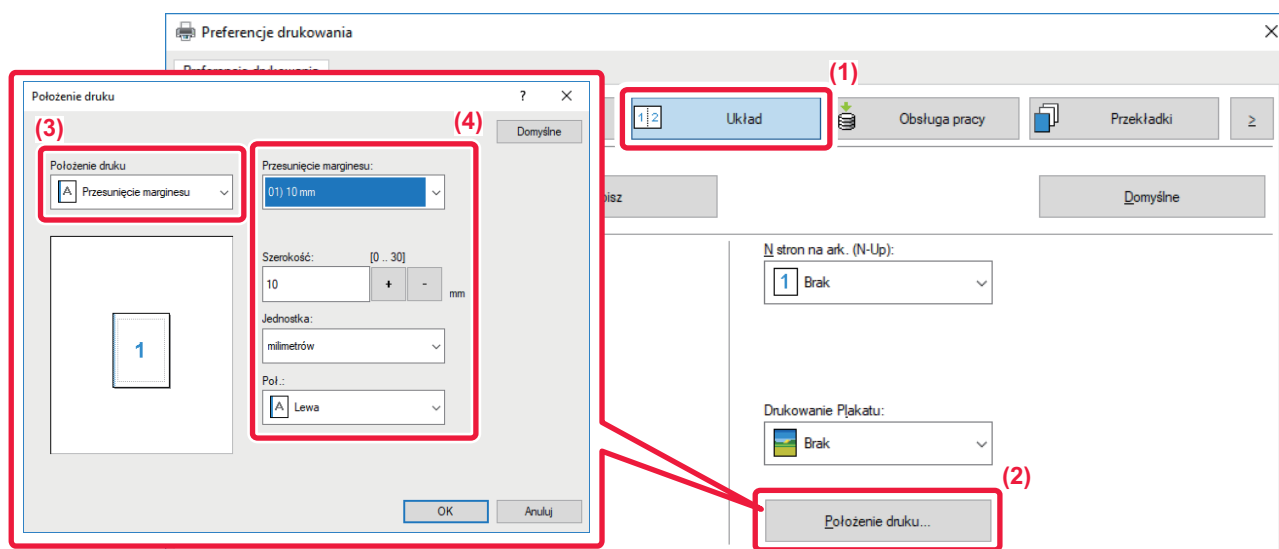 Preferencje drukowania
Preferencje drukowania
(1)
1 2 Układ
Obsługa pracy
Przekładki
≥
Domyślne
N stron na ark. (N-Up):
1 Brak
Drukowanie Plakatu:
Brak
(2)
Położenie druku...
Położenie druku
? ×
(3)
(4)
Domyślne
Położenie druku
A Przesunięcie marginesu
Przesunięcie marginesu:
01) 10 mm
Szerokość: [0 .. 30]
10 + - mm
Jednostka:
milimetrów
Poł.:
A Lewa
1
OK
Anuluj